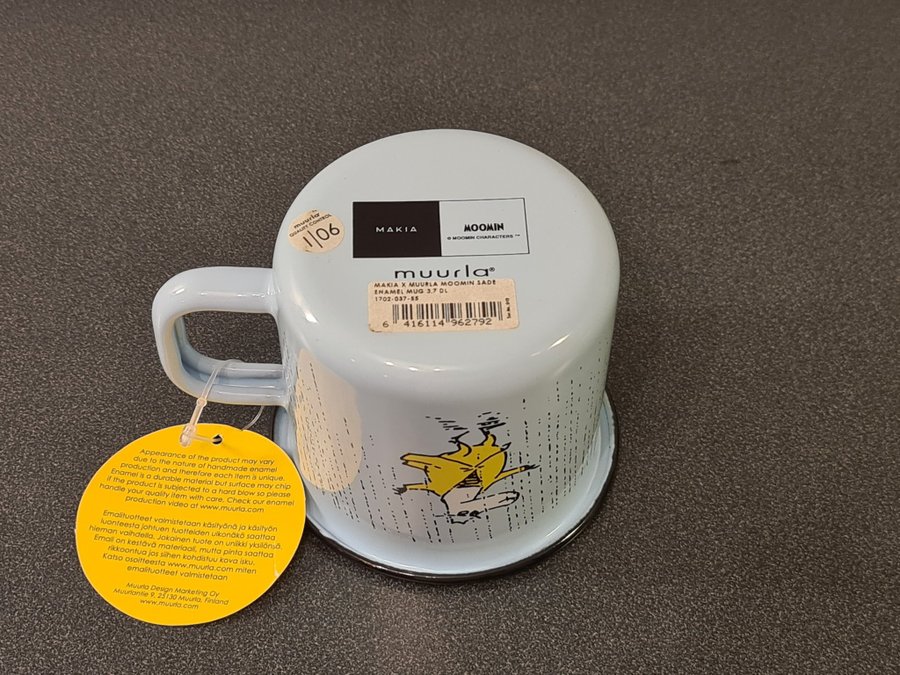 muurla
QUALITY CONTROL
1/06
MAKIA
MOOMIN
© MOOMIN CHARACTERS ™
muurla®
MAKIA X MUURLA MOOMIN SADE
ENAMEL MUG 3,7 DL
1702-037-55
6 416114 962792
Appearance of the product may vary
due to the nature of handmade enamel
production and therefore each item is unique.
Enamel is a durable material but surface may chip
if the product is subjected to a hard blow so please
handle your quality item with care. Check our enamel
production video at www.muurla.com
Emalituotteet valmistetaan käsityönä ja käsityön
luonteesta johtuen tuotteiden ulkonäkö saattaa
hieman vaihdella. Jokainen tuote on uniikki yksilönsä.
Email on kestävä materiaali, mutta pinta saattaa
rikkoontua jos siihen kohdistuu kova isku.
Katso osoitteesta www.muurla.com miten
emalituotteet valmistetaan
Muurla Design Marketing Oy
Muurlantie 9, 25130 Muurla, Finland
www.muurla.com